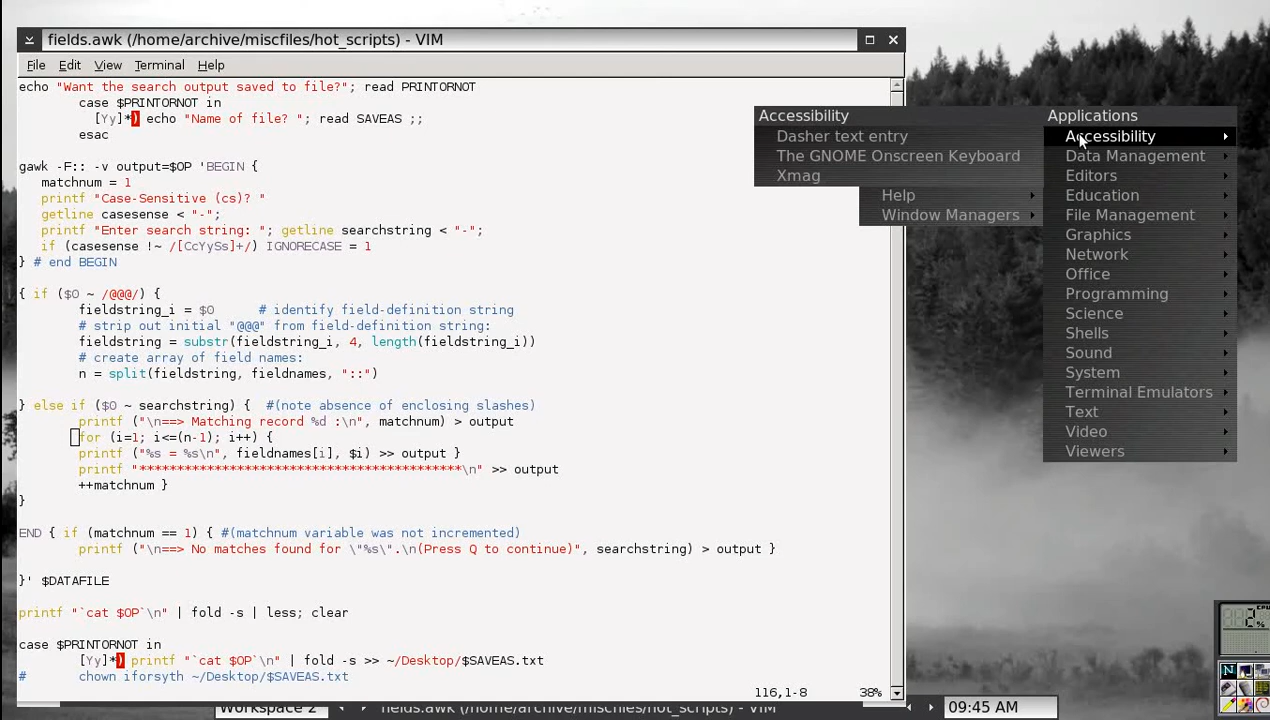 fields.awk (/home/archive/miscfiles/hot_scripts) - VIM
File Edit View Terminal Help
echo "Want the search output saved to file?"; read PRINTORNOT
case $PRINTORNOT in
[Yy]*) echo "Name of file? "; read SAVEAS ;;
esac
gawk -F:: -v output=$OP 'BEGIN {
matchnum = 1
printf "Case-Sensitive (cs)? "
getline casesense < "-";
printf "Enter search string: "; getline searchstring < "-";
if (casesense !~ /[CcYySs]+/) IGNORECASE = 1
} # end BEGIN
{ if ($0 ~ /@@@/) {
fieldstring_i = $0 # identify field-definition string
# strip out initial "@@@" from field-definition string:
fieldstring = substr(fieldstring_i, 4, length(fieldstring_i))
# create array of field names:
n = split(fieldstring, fieldnames, "::")
} else if ($0 ~ searchstring) { #(note absence of enclosing slashes)
printf ("\n==> Matching record %d :\n", matchnum) > output
for (i=1; i<=(n-1); i++) {
printf ("%s = %s\n", fieldnames[i], $i) >> output }
printf "*******************************************\n" >> output
++matchnum }
}
END { if (matchnum == 1) { #(matchnum variable was not incremented)
printf ("\n==> No matches found for \"%s\".\n(Press Q to continue)", searchstring) > output }
}' $DATAFILE
printf "`cat $OP`\n" | fold -s | less; clear
case $PRINTORNOT in
[Yy]*) printf "`cat $OP`\n" | fold -s >> ~/Desktop/$SAVEAS.txt
# chown iforsyth ~/Desktop/$SAVEAS.txt
116,1-8 38%
Accessibility
Dasher text entry
The GNOME Onscreen Keyboard
Xmag
Help
Window Managers
Applications
Accessibility
Data Management
Editors
Education
File Management
Graphics
Network
Office
Programming
Science
Shells
Sound
System
Terminal Emulators
Text
Video
Viewers
Workspace 2
fields.awk (/home/archive/miscfiles/hot_scripts) - VIM
09:45 AM